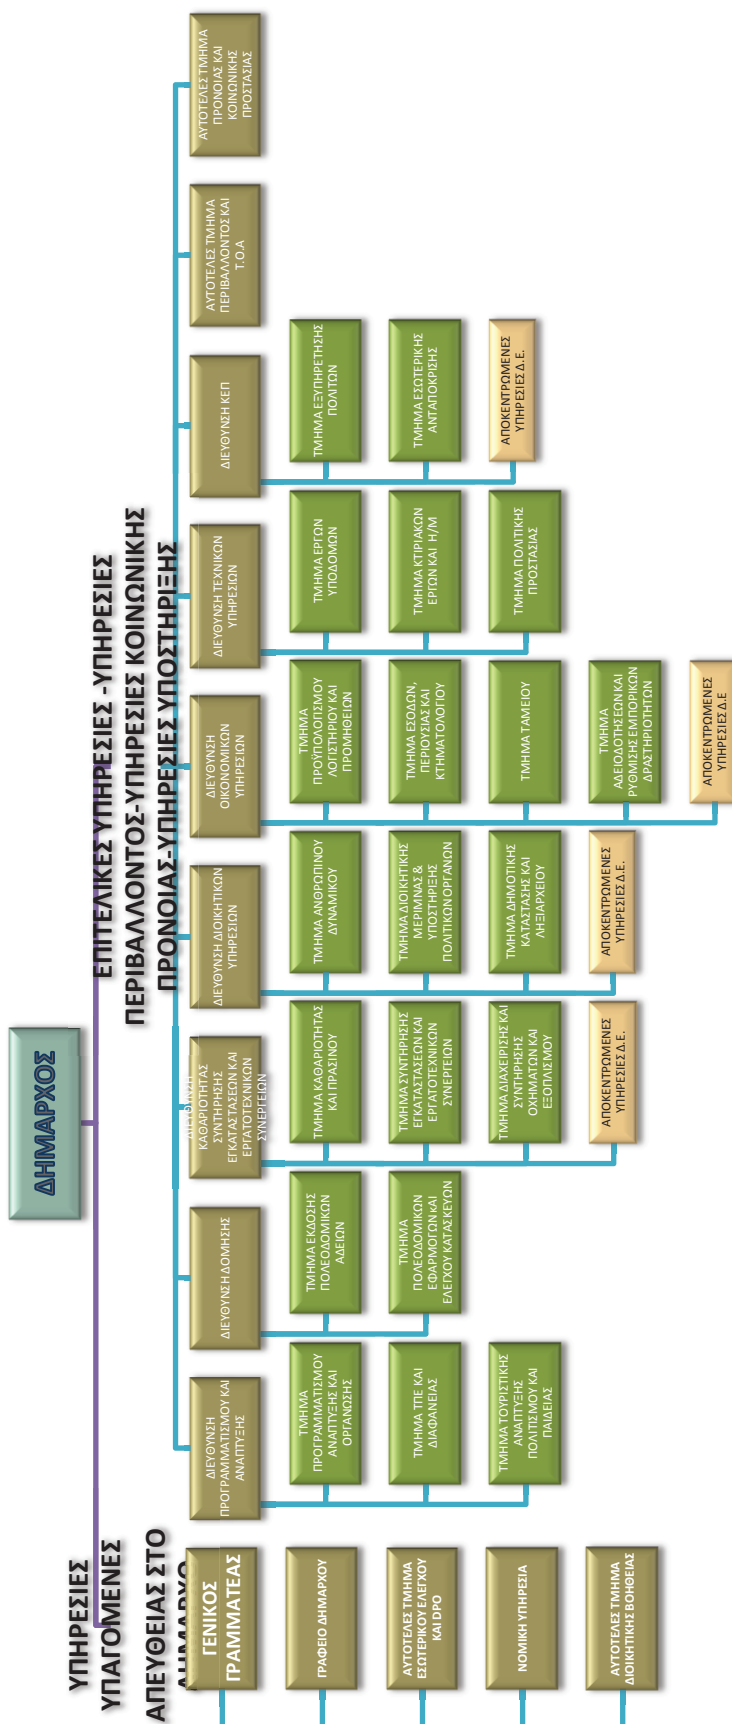 ΔΗΜΑΡΧΟΣ
ΥΠΗΡΕΣΙΕΣ
ΥΠΑΓΟΜΕΝΕΣ
ΑΠΕΥΘΕΙΑΣ ΣΤΟ
ΔΗΜΑΡΧΟ
ΕΠΙΤΕΛΙΚΕΣ ΥΠΗΡΕΣΙΕΣ -ΥΠΗΡΕΣΙΕΣ
ΠΕΡΙΒΑΛΛΟΝΤΟΣ-ΥΠΗΡΕΣΙΕΣ ΚΟΙΝΩΝΙΚΗΣ
ΠΡΟΝΟΙΑΣ-ΥΠΗΡΕΣΙΕΣ ΥΠΟΣΤΗΡΙΞΗΣ
ΓΕΝΙΚΟΣ
ΓΡΑΜΜΑΤΕΑΣ
ΓΡΑΦΕΙΟ ΔΗΜΑΡΧΟΥ
ΑΥΤΟΤΕΛΕΣ ΤΜΗΜΑ
ΕΣΩΤΕΡΙΚΟΥ ΕΛΕΓΧΟΥ
ΚΑΙ DPO
ΝΟΜΙΚΗ ΥΠΗΡΕΣΙΑ
ΑΥΤΟΤΕΛΕΣ ΤΜΗΜΑ
ΔΙΟΙΚΗΤΙΚΗΣ ΒΟΗΘΕΙΑΣ
ΔΙΕΥΘΥΝΣΗ
ΠΡΟΓΡΑΜΜΑΤΙΣΜΟΥ ΚΑΙ
ΑΝΑΠΤΥΞΗΣ
ΤΜΗΜΑ
ΠΡΟΓΡΑΜΜΑΤΙΣΜΟΥ
ΑΝΑΠΤΥΞΗΣ ΚΑΙ
ΟΡΓΑΝΩΣΗΣ
ΤΜΗΜΑ ΤΠΕ ΚΑΙ
ΔΙΑΦΑΝΕΙΑΣ
ΤΜΗΜΑ ΤΟΥΡΙΣΤΙΚΗΣ
ΑΝΑΠΤΥΞΗΣ
ΠΟΛΙΤΙΣΜΟΥ ΚΑΙ
ΠΑΙΔΕΙΑΣ
ΔΙΕΥΘΥΝΣΗ ΔΟΜΗΣΗΣ
ΤΜΗΜΑ ΕΚΔΟΣΗΣ
ΠΟΛΕΟΔΟΜΙΚΩΝ
ΑΔΕΙΩΝ
ΤΜΗΜΑ
ΠΟΛΕΟΔΟΜΙΚΩΝ
ΕΦΑΡΜΟΓΩΝ κΑΙ
ΕΛΕΓΧΟΥ ΚΑΤΑΣΚΕΥΩΝ
ΔΙΕΥΘΥΝΣΗ
ΚΑΘΑΡΙΟΤΗΤΑΣ
ΣΥΝΤΗΡΗΣΗΣ
ΕΓΚΑΤΑΣΤΑΣΕΩΝ ΚΑΙ
ΕΡΓΑΤΟΤΕΧΝΙΚΩΝ
ΣΥΝΕΡΓΕΙΩΝ
ΤΜΗΜΑ ΚΑΘΑΡΙΟΤΗΤΑΣ
ΚΑΙ ΠΡΑΣΙΝΟΥ
ΤΜΗΜΑ ΣΥΝΤΗΡΗΣΗΣ
ΕΓΚΑΤΑΣΤΑΣΕΩΝ ΚΑΙ
ΕΡΓΑΤΟΤΕΧΝΙΚΩΝ
ΣΥΝΕΡΓΕΙΩΝ
ΤΜΗΜΑ ΔΙΑΧΕΙΡΙΣΗΣ ΚΑΙ
ΣΥΝΤΗΡΗΣΗΣ
ΟΧΗΜΑΤΩΝ ΚΑΙ
ΕΞΟΠΛΙΣΜΟΥ
ΑΠΟΚΕΝΤΡΩΜΕΝΕΣ
ΥΠΗΡΕΣΙΕΣ Δ.Ε.
ΔΙΕΥΘΥΝΣΗ ΔΙΟΙΚΗΤΙΚΩΝ
ΥΠΗΡΕΣΙΩΝ
ΤΜΗΜΑ ΑΝΘΡΩΠΙΝΟΥ
ΔΥΝΑΜΙΚΟΥ
ΤΜΗΜΑ ΔΙΟΙΚΗΤΙΚΗΣ
ΜΕΡΙΜΝΑΣ &
ΥΠΟΣΤΗΡΙΞΗΣ
ΠΟΛΙΤΙΚΩΝ ΟΡΓΑΝΩΝ
ΤΜΗΜΑ ΔΗΜΟΤΙΚΗΣ
ΚΑΤΑΣΤΑΣΗΣ ΚΑΙ
ΛΗΞΙΑΡΧΕΙΟΥ
ΑΠΟΚΕΝΤΡΩΜΕΝΕΣ
ΥΠΗΡΕΣΙΕΣ Δ.Ε.
ΔΙΕΥΘΥΝΣΗ
ΟΙΚΟΝΟΜΙΚΩΝ
ΥΠΗΡΕΣΙΩΝ
ΤΜΗΜΑ
ΠΡΟΫΠΟΛΟΓΙΣΜΟΥ
ΛΟΓΙΣΤΗΡΙΟΥ ΚΑΙ
ΠΡΟΜΗΘΕΙΩΝ
ΤΜΗΜΑ ΕΣΟΔΩΝ,
ΠΕΡΙΟΥΣΙΑΣ ΚΑΙ
ΚΤΗΜΑΤΟΛΟΓΙΟΥ
ΤΜΗΜΑ ΤΑΜΕΙΟΥ
ΤΜΗΜΑ
ΑΔΕΙΟΔΟΤΗΣΕΩΝ ΚΑΙ
ΡΥΘΜΙΣΗΣ ΕΜΠΟΡΙΚΩΝ
ΔΡΑΣΤΗΡΙΟΤΗΤΩΝ
ΑΠΟΚΕΝΤΡΩΜΕΝΕΣ
ΥΠΗΡΕΣΙΕΣ Δ.Ε
ΔΙΕΥΘΥΝΣΗ ΤΕΧΝΙΚΩΝ
ΥΠΗΡΕΣΙΩΝ
ΤΜΗΜΑ ΕΡΓΩΝ
ΥΠΟΔΟΜΩΝ
ΤΜΗΜΑ ΚΤΙΡΙΑΚΩΝ
ΕΡΓΩΝ ΚΑΙ Η/Μ
ΤΜΗΜΑ ΠΟΛΙΤΙΚΗΣ
ΠΡΟΣΤΑΣΙΑΣ
ΔΙΕΥΘΥΝΣΗ ΚΕΠ
ΤΜΗΜΑ ΕΞΥΠΗΡΕΤΗΣΗΣ
ΠΟΛΙΤΩΝ
ΤΜΗΜΑ ΕΣΩΤΕΡΙΚΗΣ
ΑΝΤΑΠΟΚΡΙΣΗΣ
ΑΠΟΚΕΝΤΡΩΜΕΝΕΣ
ΥΠΗΡΕΣΙΕΣ Δ.Ε.
ΑΥΤΟΤΕΛΕΣ ΤΜΗΜΑ
ΠΕΡΙΒΑΛΛΟΝΤΟΣ ΚΑΙ
Τ.Ο.Α
ΑΥΤΟΤΕΛΕΣ ΤΜΗΜΑ
ΠΡΟΝΟΙΑΣ ΚΑΙ
ΚΟΙΝΩΝΙΚΗΣ
ΠΡΟΣΤΑΣΙΑΣ